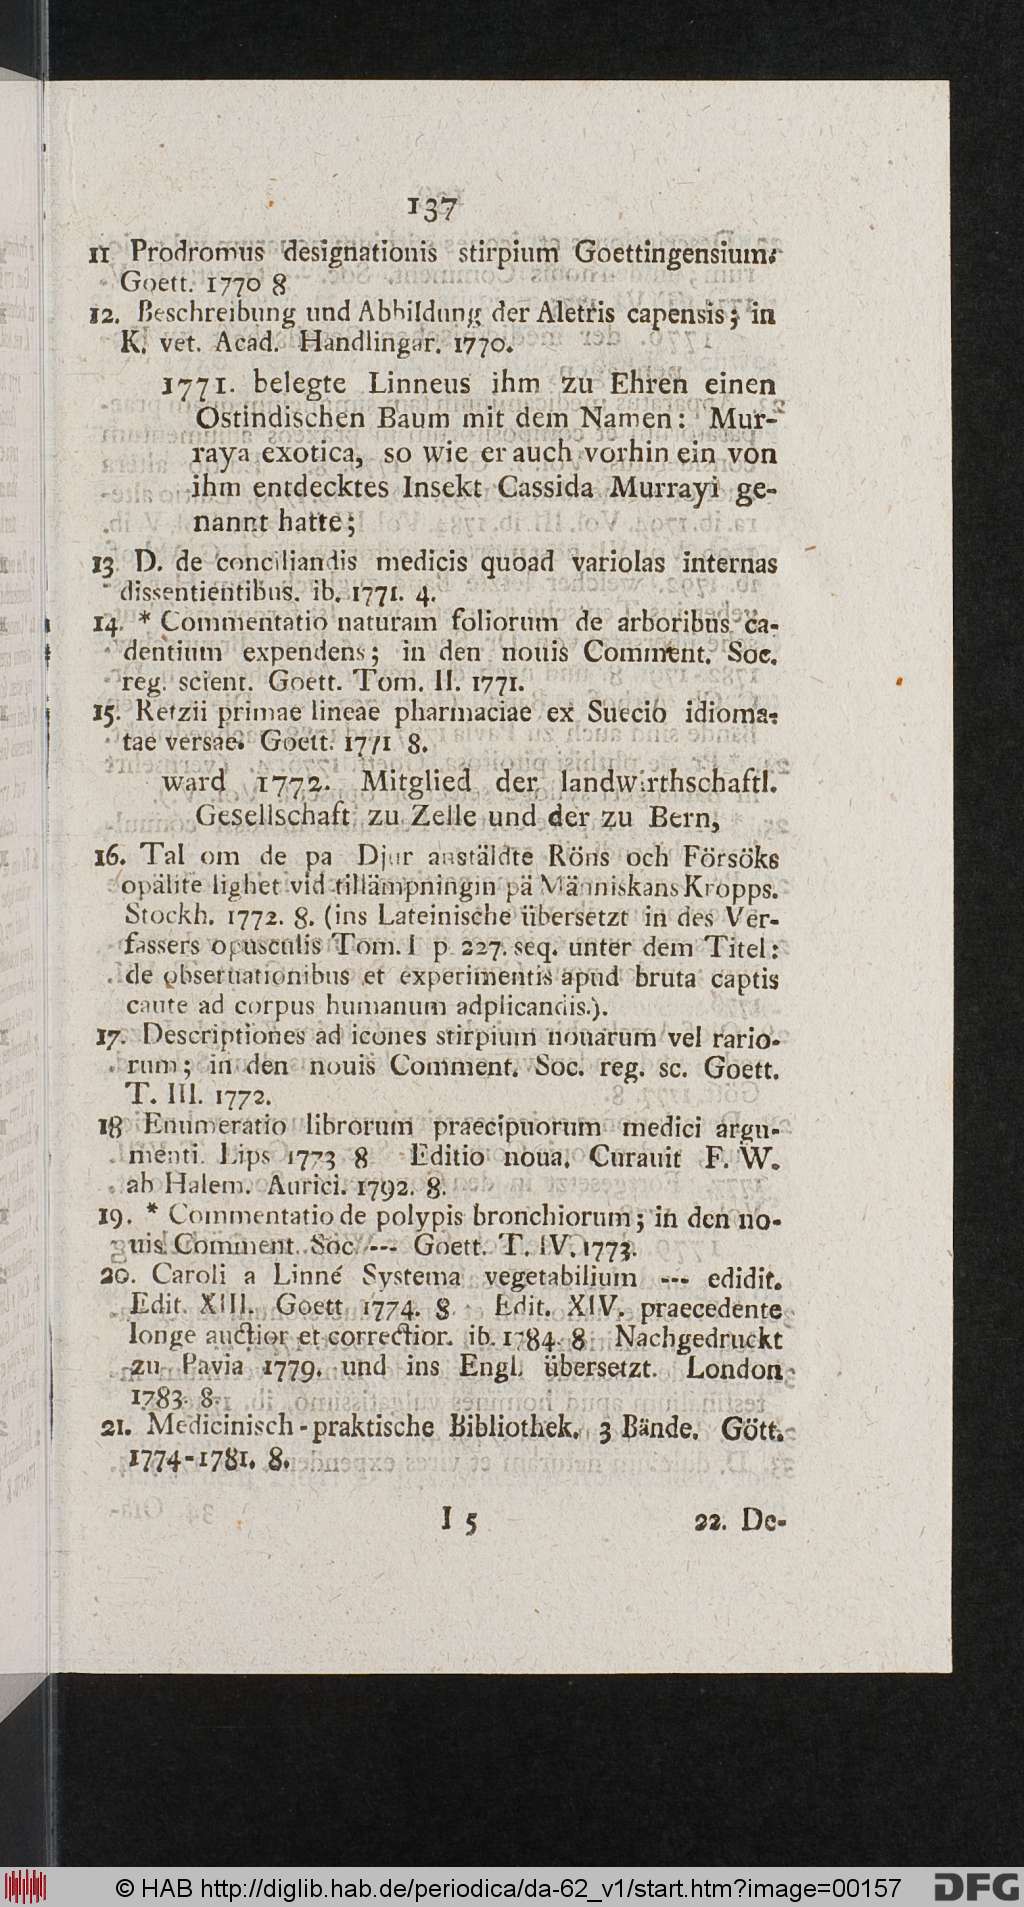 137
11 Prodromus designationis stirpium Goettingensium.
Goett. 1770 8
12. Beschreibung und Abbildung der Aletris capensis; in
K. vet. Acad. Handlingar. 1770.
1771. belegte Linneus ihm zu Ehren einen
Ostindischen Baum mit dem Namen: Mur-
raya exotica, so wie er auch vorhin ein von
ihm entdecktes Insekt Cassida Murrayi ge-
nannt hatte;
13 D. de conciliandis medicis quoad variolas internas
dissentientibus. ib. 1771. 4.
14. * Commentatio naturam foliorum de arboribus ca-
dentium expendens; in den nouis Comment. Soc.
reg. scient. Goett. Tom. II. 1771.
15. Retzii primae lineae pharmaciae ex Suecio idioma-
tae versae. Goett. 1771 8.
ward 1772. Mitglied der landwirthschaftl.
Gesellschaft zu Zelle und der zu Bern,
16. Tal om de pa Djur anstäldte Röns och Försöks
opälite lighet vid tillämpningin pä Människans Kropps.
Stockh. 1772. 8. (ins Lateinische übersetzt in des Ver-
fassers opusculis Tom. I p. 227. seq. unter dem Titel:
de obseruationibus et experimentis apud bruta captis
caute ad corpus humanum adplicandis.).
17. Descriptiones ad icones stirpium nouarum vel rario-
rum; in den nouis Comment. Soc. reg. sc. Goett.
T. III. 1772.
18 Enumeratio librorum praecipuorum medici argu-
menti. Lips 1773 8 Editio noua. Curauit F. W.
ab Halem. Aurici. 1792. 8.
19. * Commentatio de polypis bronchiorum; in den no-
uis Comment. Soc. --- Goett. T. IV. 1773.
20. Caroli a Linné Systema vegetabilium --- edidit.
Edit. XIII. Goett 1774. 8. Edit. XIV. praecedente
longe auctior et correctior. ib. 1784. 8 Nachgedruckt
zu Pavia 1779. und ins Engl. übersetzt. London
1783. 8.
21. Medicinisch-praktische Bibliothek. 3 Bände. Gött.
1774-1781. 8.
I 5 22. De-
© HAB http://diglib.hab.de/periodica/da-62_v1/start.htm?image=00157 DFG